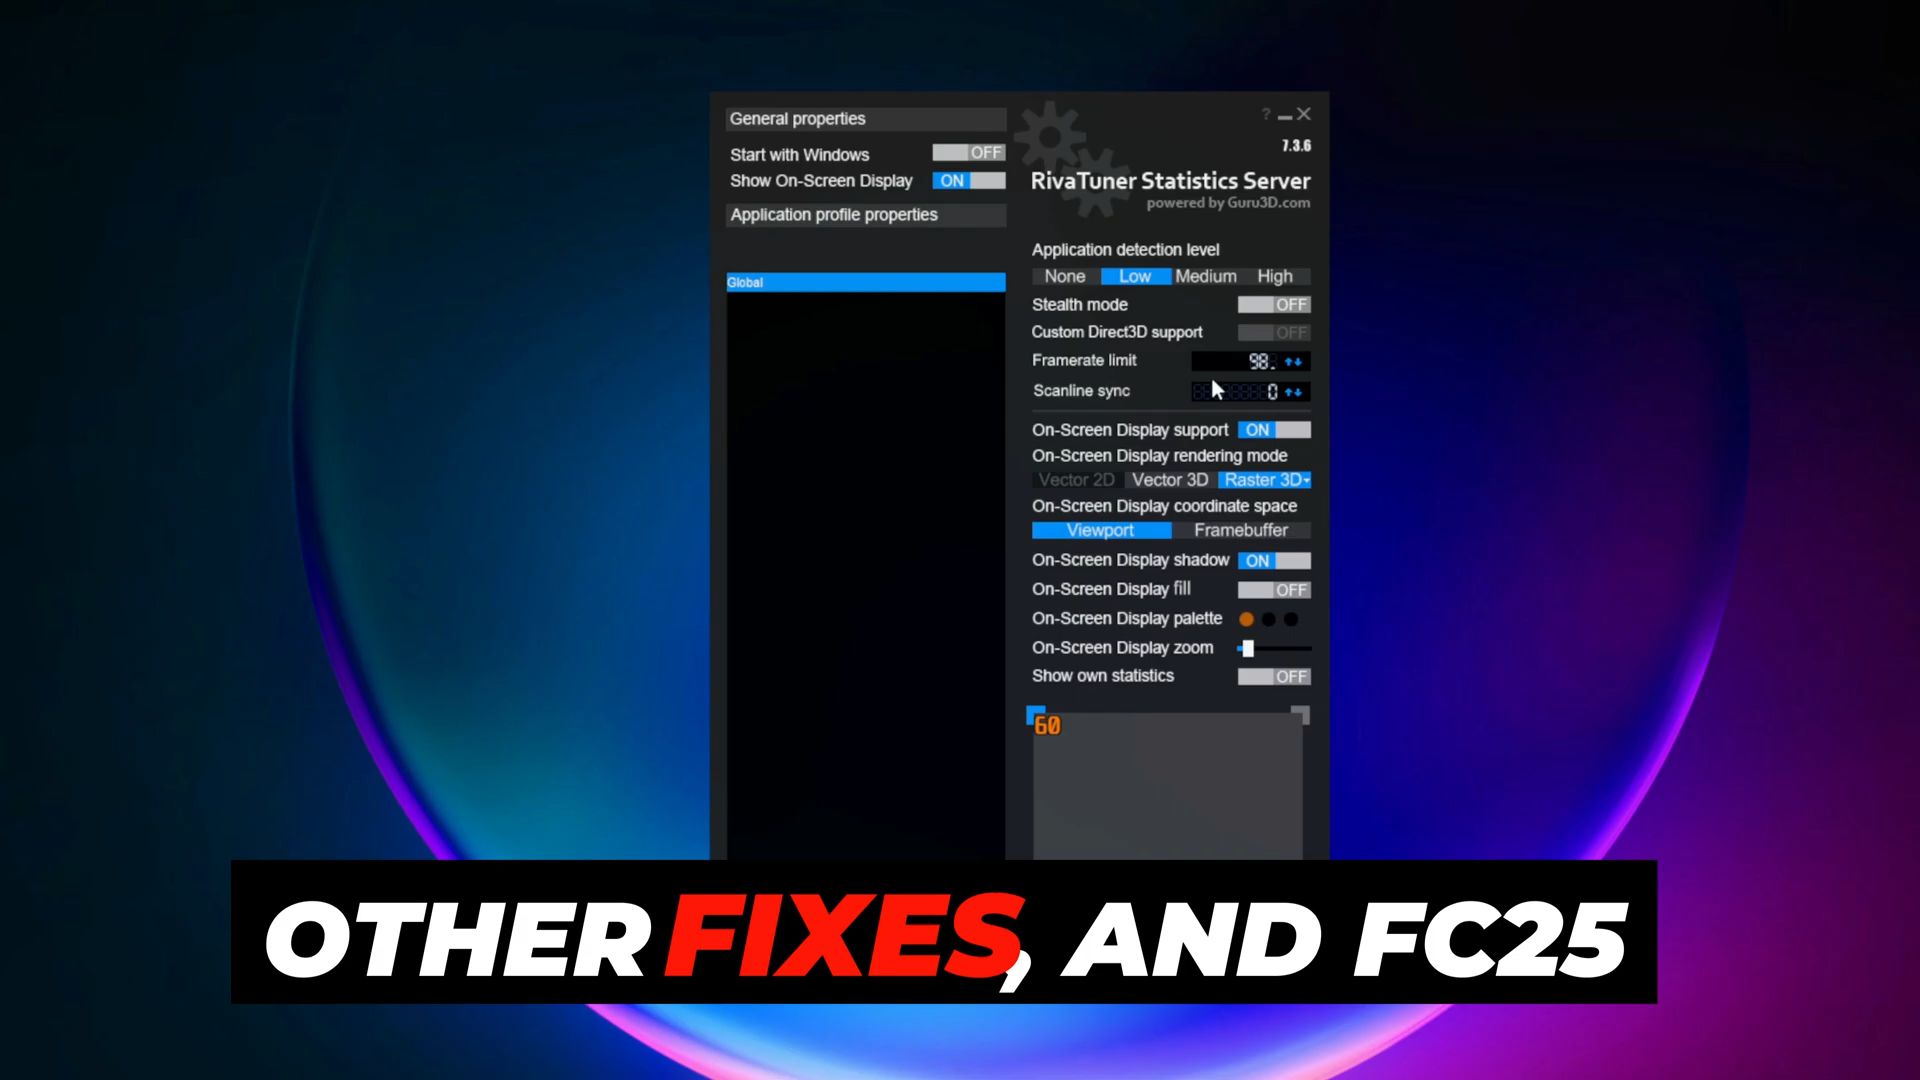 General properties
Start with Windows OFF
Show On-Screen Display ON
Application profile properties
Global
? 
7.3.6
RivaTuner Statistics Server
powered by Guru3D.com
Application detection level
None Low Medium High
Stealth mode OFF
Custom Direct3D support OFF
Framerate limit 98
Scanline sync 0
On-Screen Display support ON
On-Screen Display rendering mode
Vector 2D Vector 3D Raster 3D
On-Screen Display coordinate space
Viewport Framebuffer
On-Screen Display shadow ON
On-Screen Display fill OFF
On-Screen Display palette
On-Screen Display zoom
Show own statistics OFF
60
OTHER FIXES, AND FC25